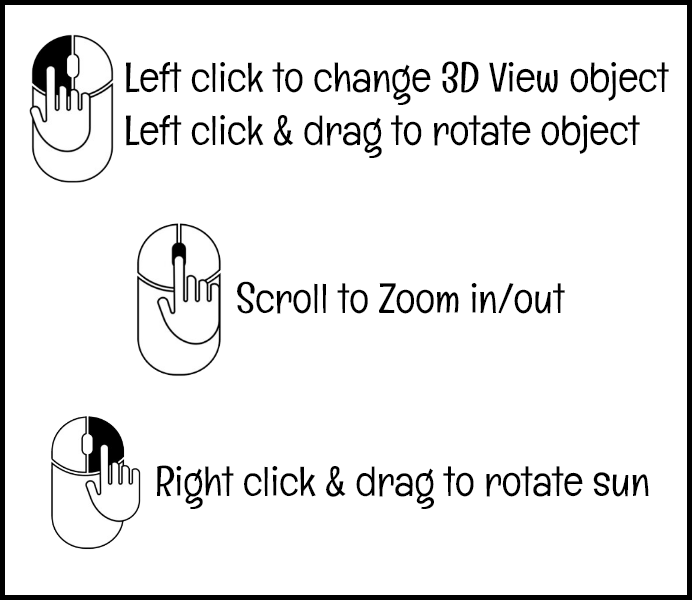 Left click to change 3D View object
Left click & drag to rotate object
Scroll to Zoom in/out
Right click & drag to rotate sun